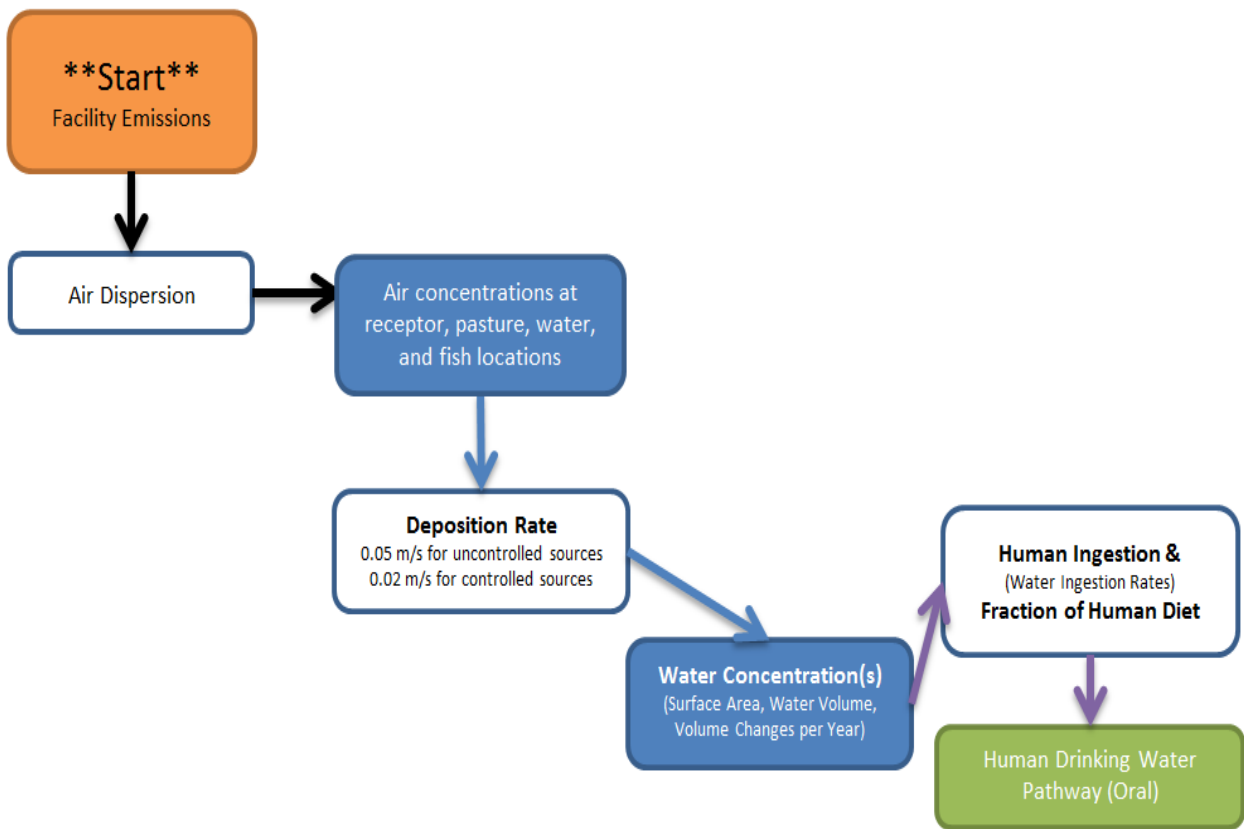 **Start**
Facility Emissions
Air Dispersion
Air concentrations at
receptor, pasture, water,
and fish locations
Deposition Rate
0.05 m/s for uncontrolled sources
0.02 m/s for controlled sources
Human Ingestion &
(Water Ingestion Rates)
Fraction of Human Diet
Water Concentration(s)
(Surface Area, Water Volume,
Volume Changes per Year)
Human Drinking Water
Pathway (Oral)